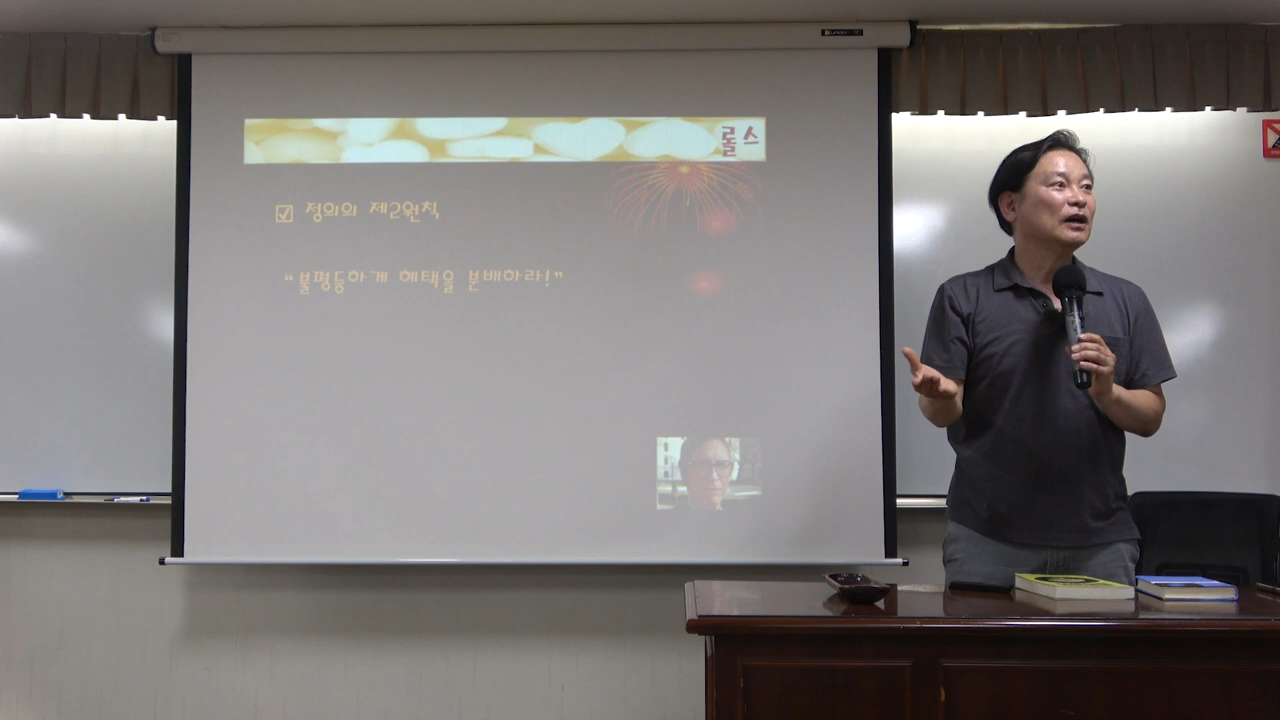 롤스
☑ 정의의 제2원칙
“불평등하게 혜택을 분배하라!”